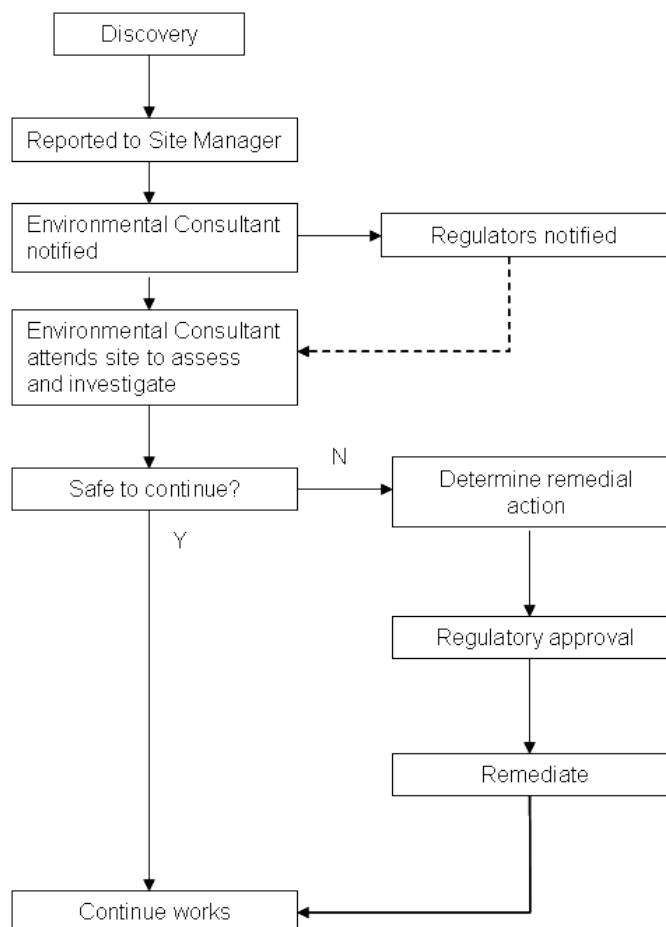 Discovery
Reported to Site Manager
Environmental Consultant
notified
Regulators notified
Environmental Consultant
attends site to assess
and investigate
Safe to continue?
N
Determine remedial
action
Y
Regulatory approval
Remediate
Continue works